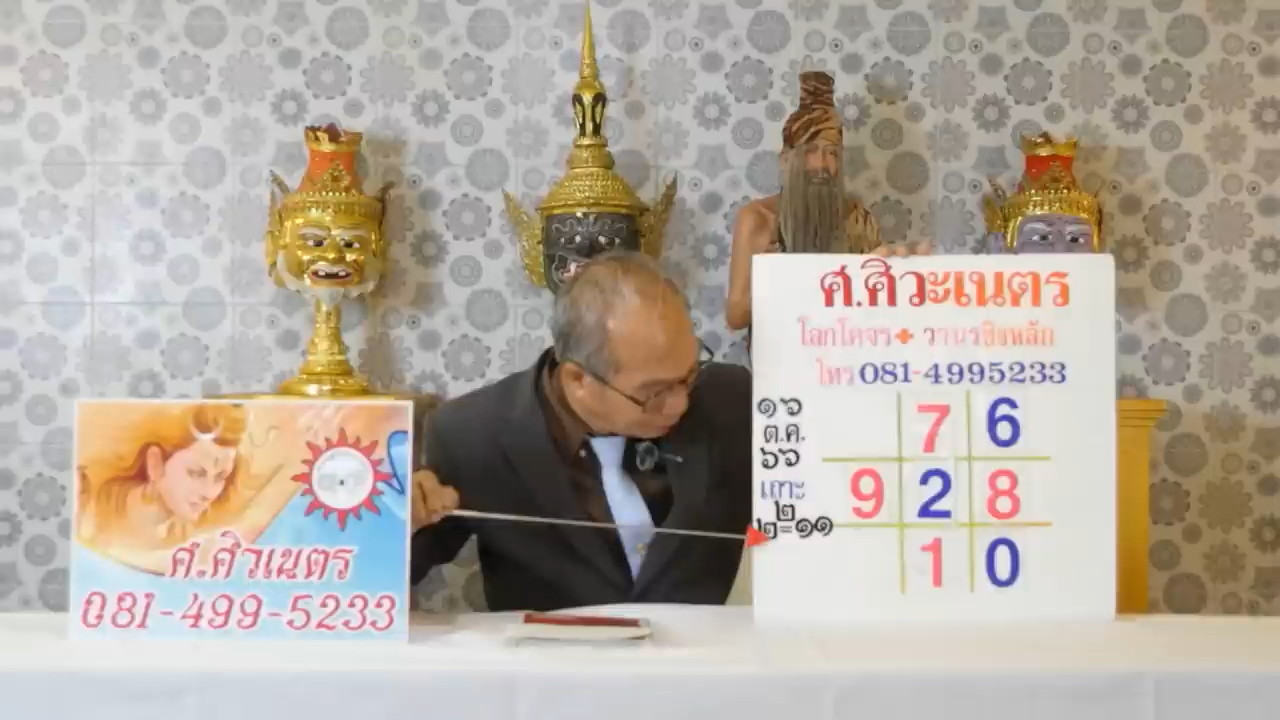 ศ.ศิวเนตร
081-499-5233
ศ.ศิวะเนตร
โลกโคจร+ วานรชิงหลัก
โทร 081-4995233
๑๖
ต.ค.
๖๖
เถาะ
๒
๒=๑๑
7 6
9 2 8
1 0